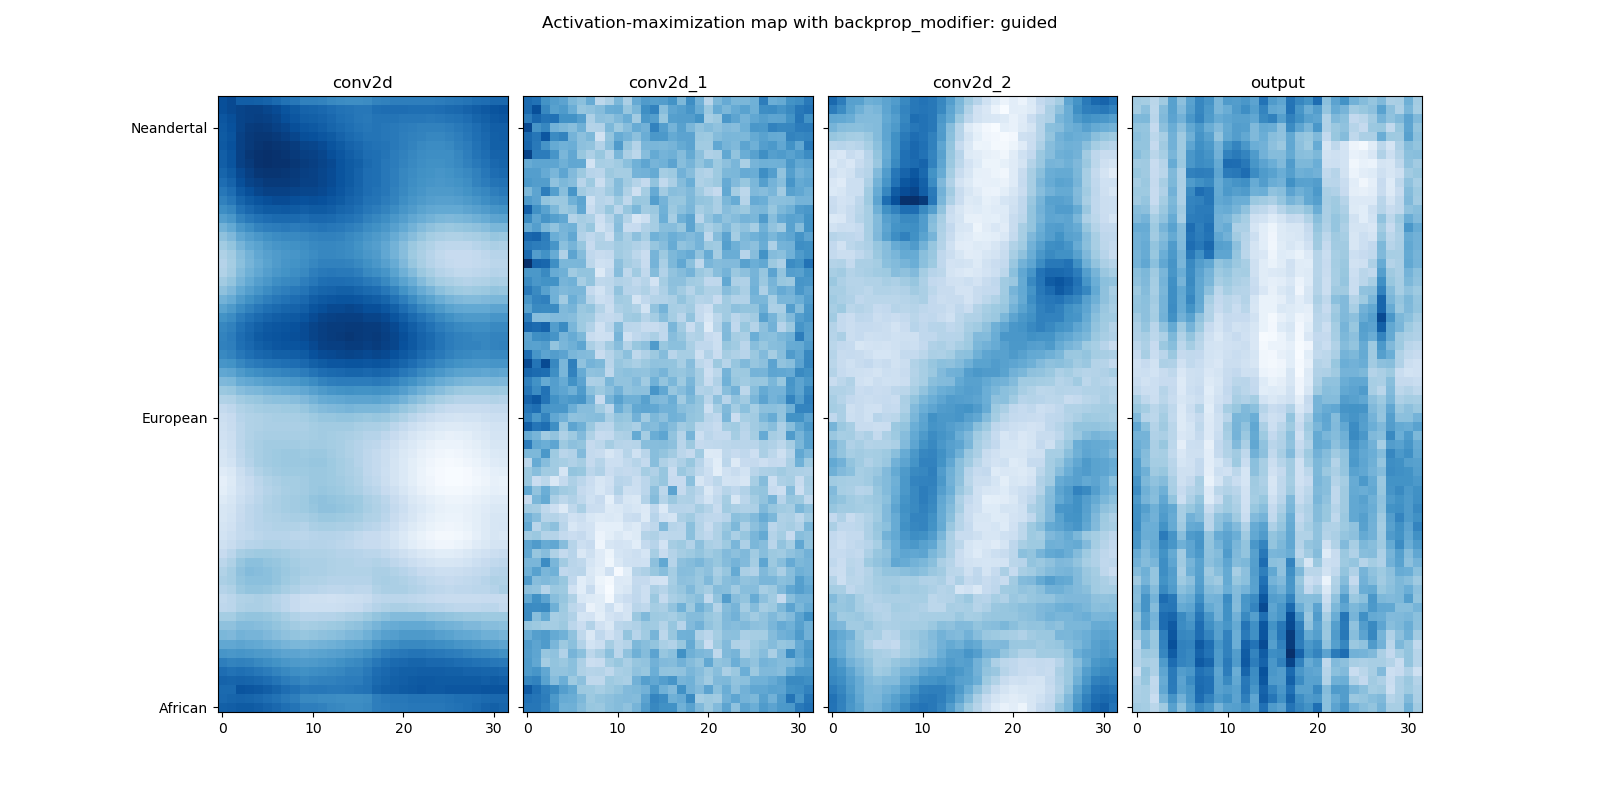 Activation-maximization map with backprop_modifier: guided
conv2d
conv2d_1
conv2d_2
output
Neandertal
European
African
0 10 20 30
0 10 20 30
0 10 20 30
0 10 20 30